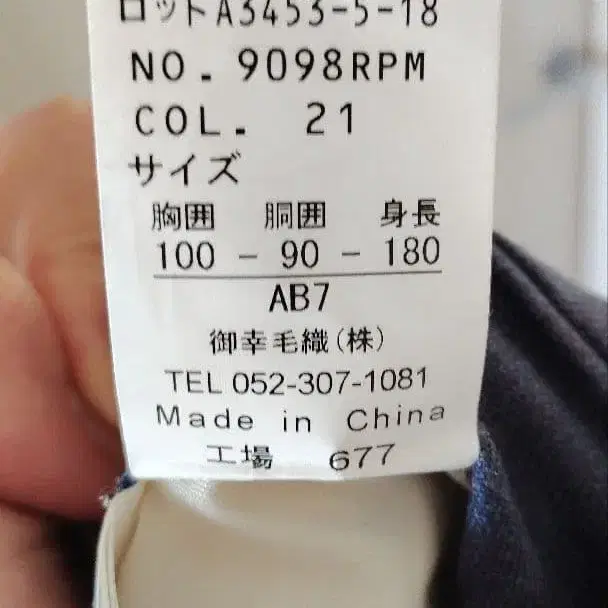 ロットA3453-5-18
NO. 9098RPM
COL. 21
サイズ
胸囲 胴囲 身長
100 - 90 - 180
AB7
御幸毛織(株)
TEL 052-307-1081
Made in China
工場 677